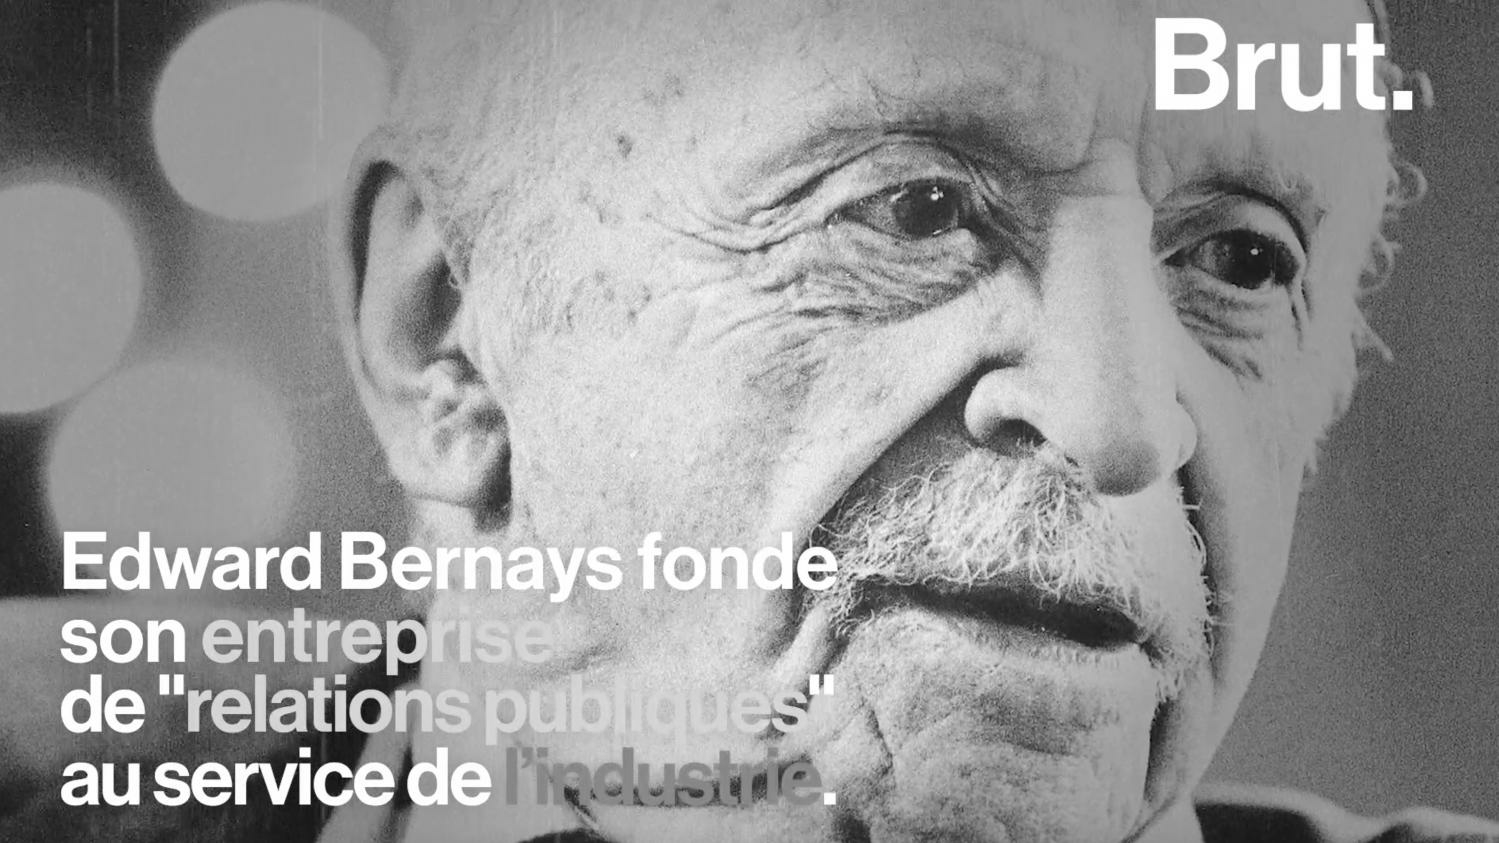 Brut.
Edward Bernays fonde
son entreprise
de "relations publiques"
au service de l'industrie.